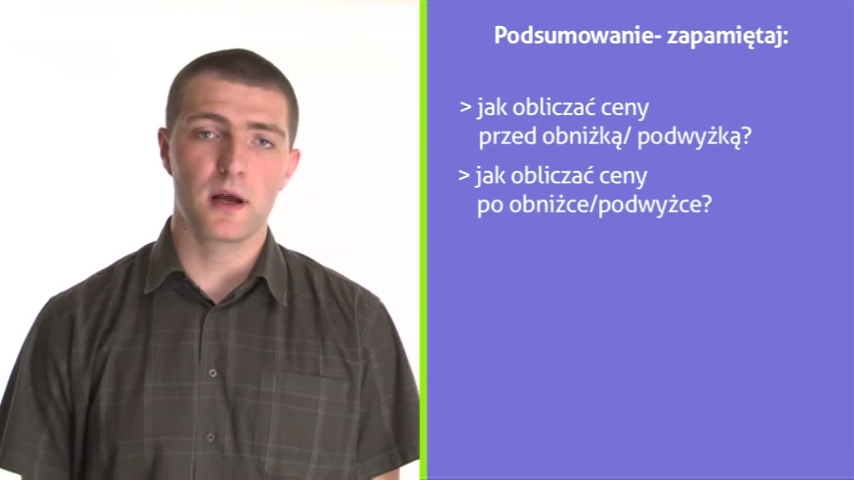 Podsumowanie- zapamiętaj:
> jak obliczać ceny
przed obniżką/ podwyżką?
> jak obliczać ceny
po obniżce/podwyżce?